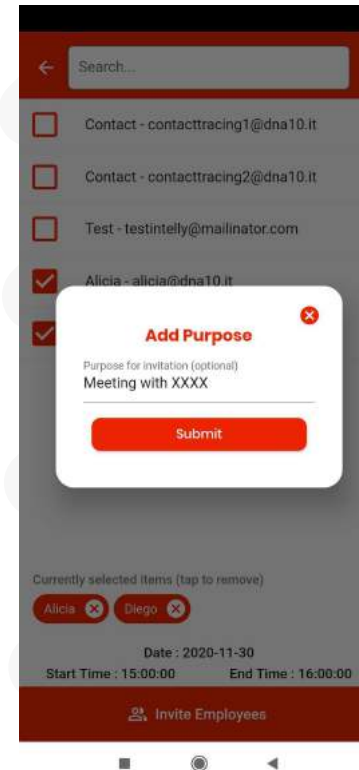 Search...
Contact - contacttracing1@dna10.it
Contact - contacttracing2@dna10.it
Test - testintelly@mailinator.com
Alicia - alicia@dna10.it
Add Purpose
Purpose for invitation (optional)
Meeting with XXXX
Submit
Currently selected items (tap to remove)
Alicia Diego
Date : 2020-11-30
Start Time : 15:00:00 End Time : 16:00:00
Invite Employees